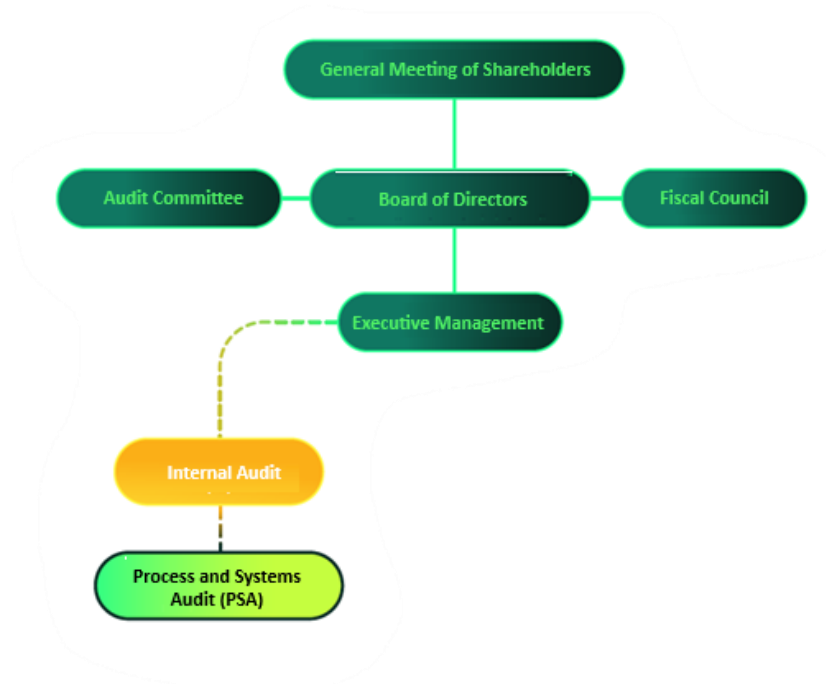 General Meeting of Shareholders
Audit Committee
Board of Directors
Fiscal Council
Executive Management
Internal Audit
Process and Systems
Audit (PSA)